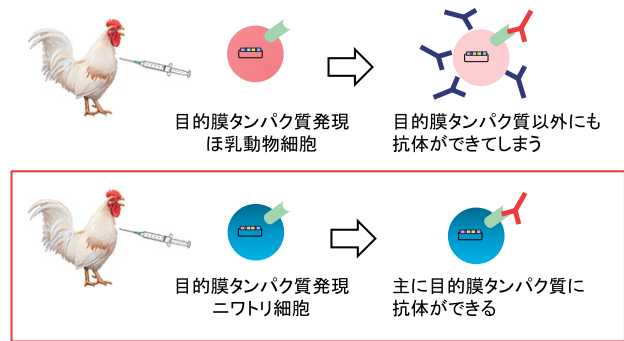 目的膜タンパク質発現
ほ乳動物細胞
目的膜タンパク質以外にも
抗体ができてしまう
目的膜タンパク質発現
ニワトリ細胞
主に目的膜タンパク質に
抗体ができる